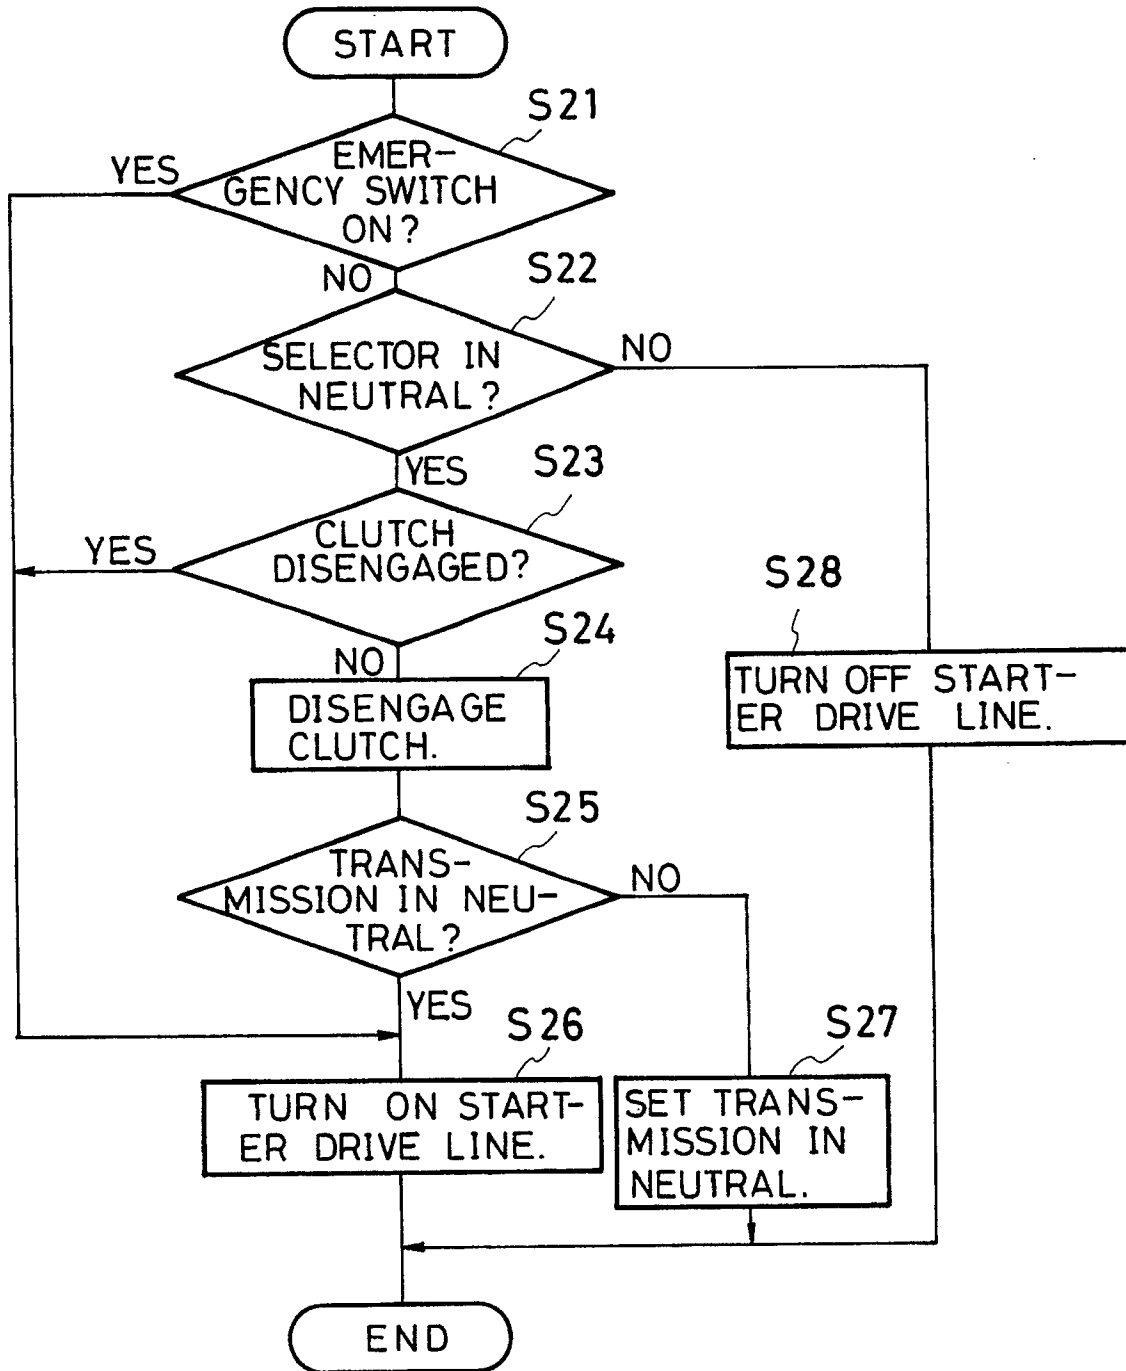 START
S21
YES
EMER-
GENCY SWITCH
ON?
NO
S22
SELECTOR IN
NEUTRAL?
NO
YES
S23
CLUTCH
DISENGAGED?
YES
NO
S24
DISENGAGE
CLUTCH.
S28
TURN OFF START-
ER DRIVE LINE.
S25
TRANS-
MISSION IN NEU-
TRAL?
NO
YES
S26
TURN ON START-
ER DRIVE LINE.
S27
SET TRANS-
MISSION IN
NEUTRAL.
END